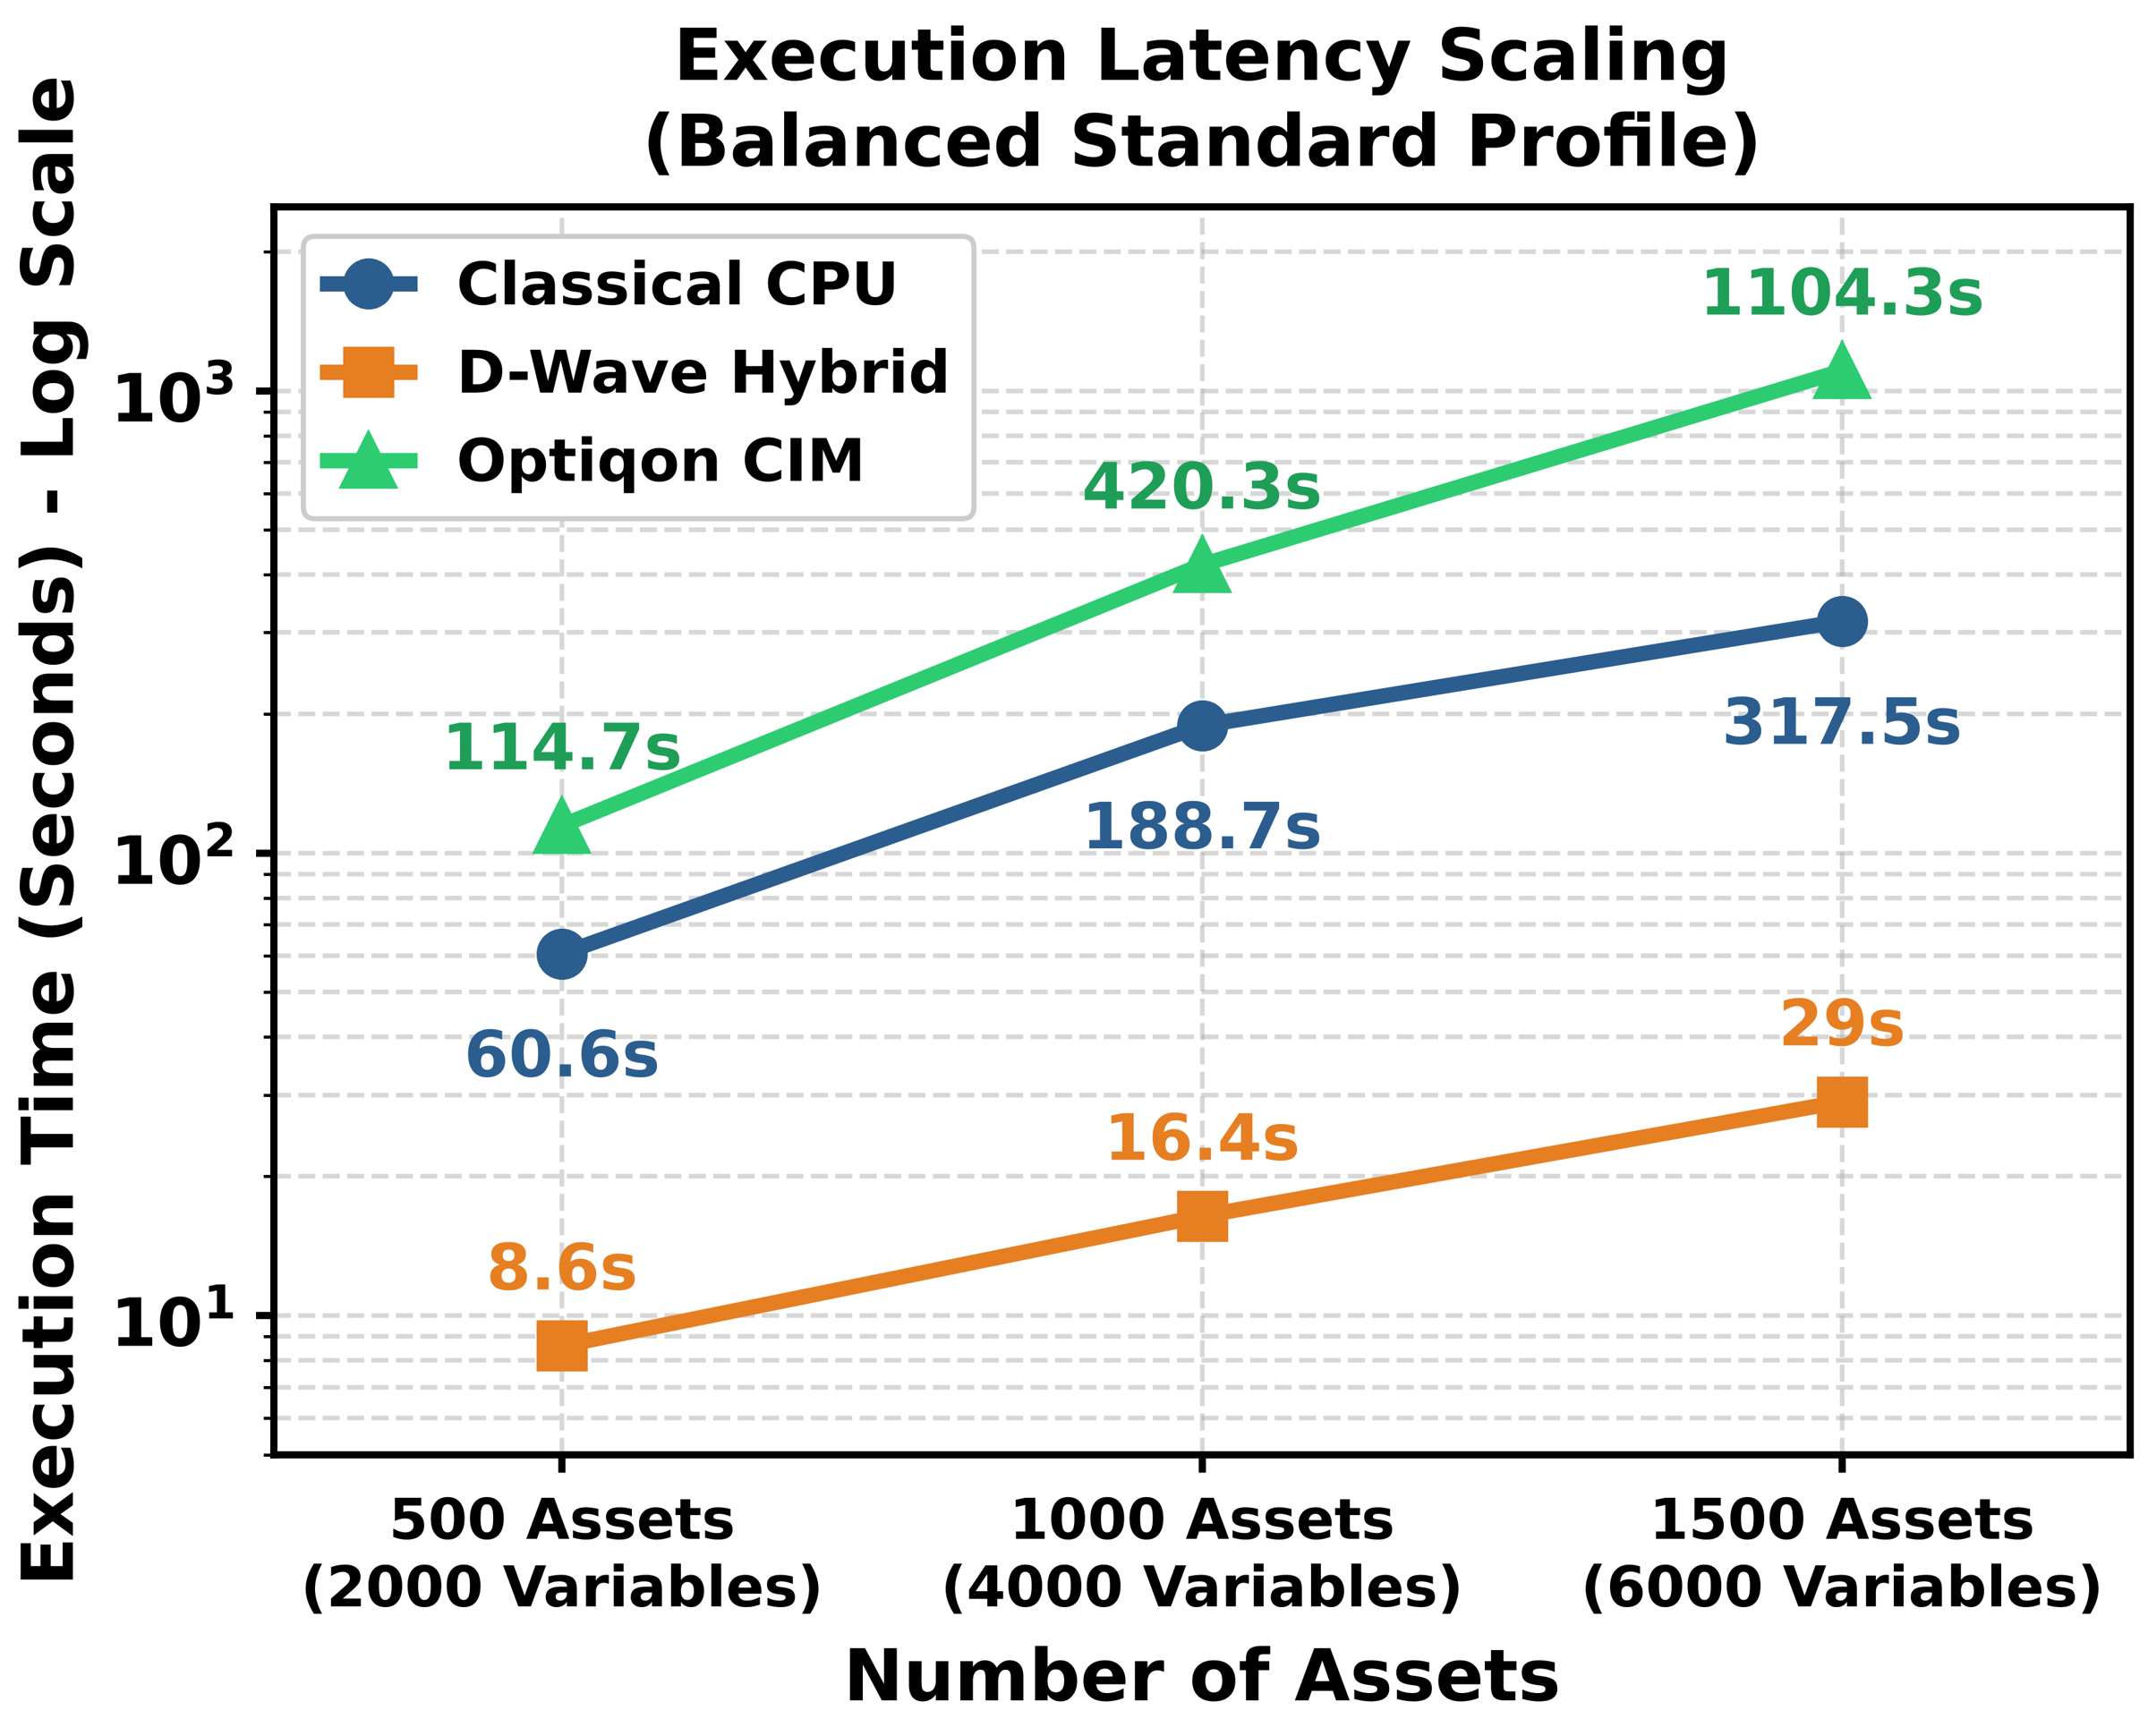 Execution Latency Scaling
(Balanced Standard Profile)
Execution Time (Seconds) - Log Scale
10³
10²
10¹
Classical CPU
D-Wave Hybrid
Optiqon CIM
1104.3s
420.3s
114.7s
317.5s
188.7s
60.6s
29s
16.4s
8.6s
500 Assets
(2000 Variables)
1000 Assets
(4000 Variables)
1500 Assets
(6000 Variables)
Number of Assets